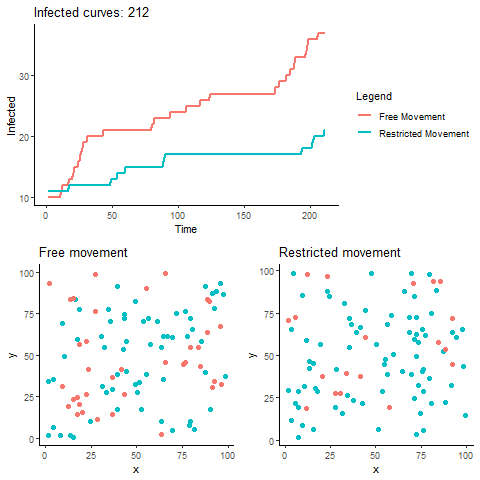 Infected curves: 212
Infected
30
20
10
0
50
100
150
200
Time
Legend
Free Movement
Restricted Movement
Free movement
y
100
75
50
25
0
0
25
50
75
100
x
Restricted movement
y
100
75
50
25
0
0
25
50
75
100
x